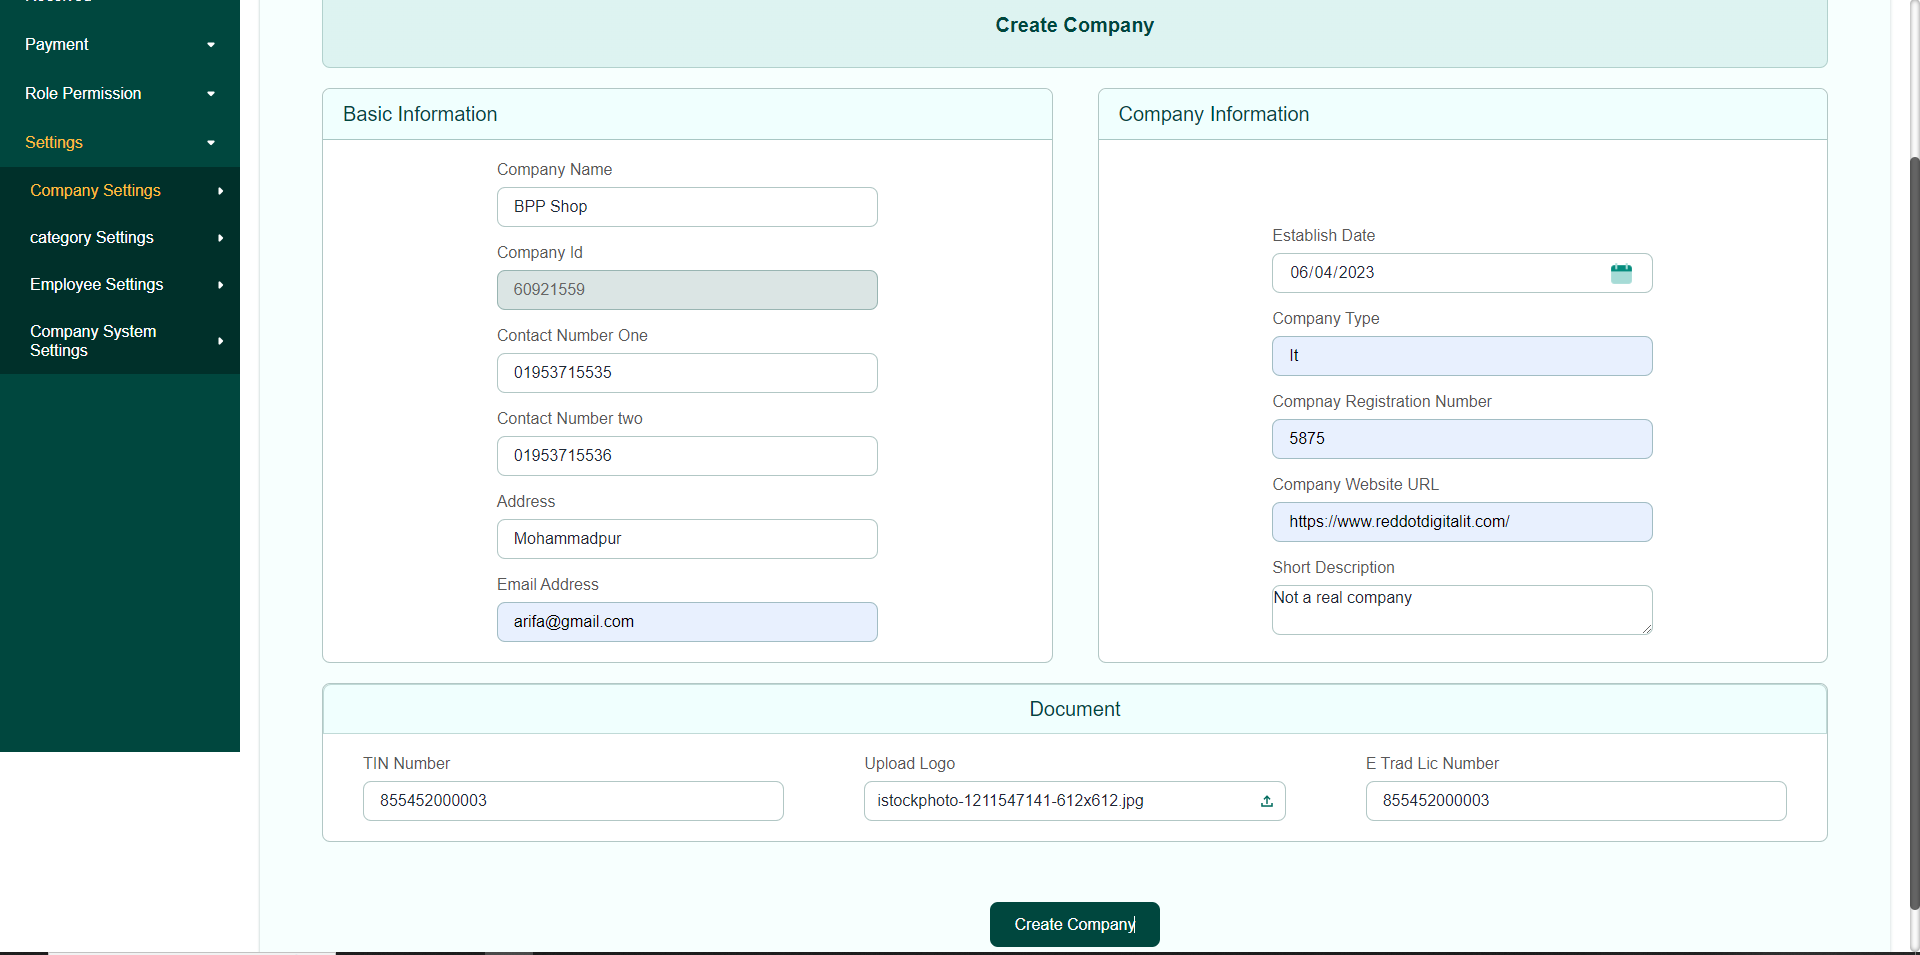 Payment
Role Permission
Settings
Company Settings
category Settings
Employee Settings
Company System
Settings
Create Company
Basic Information
Company Name
BPP Shop
Company Id
60921559
Contact Number One
01953715535
Contact Number two
01953715536
Address
Mohammadpur
Email Address
arifa@gmail.com
Company Information
Establish Date
06/04/2023
Company Type
It
Compnay Registration Number
5875
Company Website URL
https://www.reddotdigitalit.com/
Short Description
Not a real company
Document
TIN Number
855452000003
Upload Logo
istockphoto-1211547141-612x612.jpg
E Trad Lic Number
855452000003
Create Company